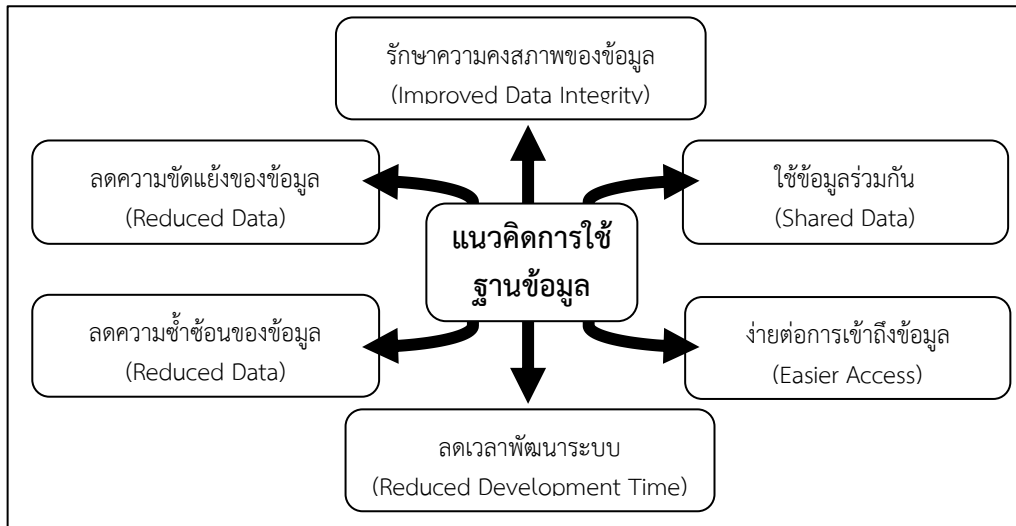 รักษาความคงสภาพของข้อมูล
(Improved Data Integrity)
ลดความขัดแย้งของข้อมูล
(Reduced Data)
ใช้ข้อมูลร่วมกัน
(Shared Data)
แนวคิดการใช้
ฐานข้อมูล
ลดความซ้ำซ้อนของข้อมูล
(Reduced Data)
ง่ายต่อการเข้าถึงข้อมูล
(Easier Access)
ลดเวลาพัฒนาระบบ
(Reduced Development Time)